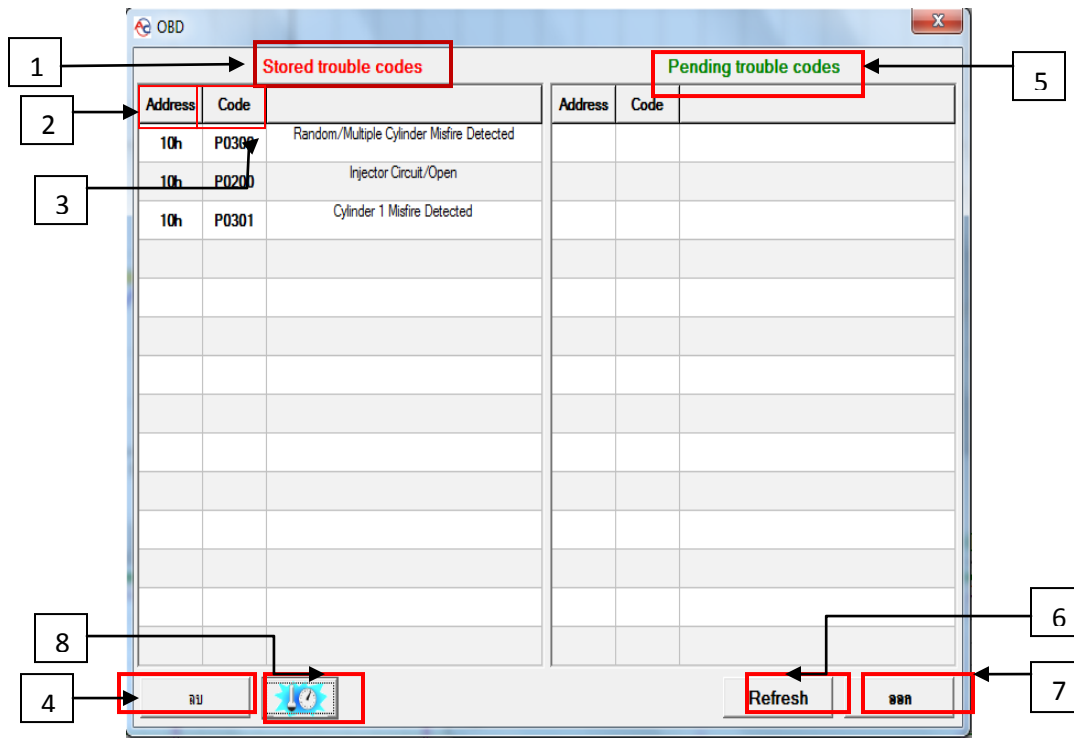 OBD
1
Stored trouble codes
Pending trouble codes
5
Address Code
Address Code
2
10h P0300 Random/Multiple Cylinder Misfire Detected
10h P0200 Injector Circuit/Open
3
10h P0301 Cylinder 1 Misfire Detected
6
8
4
ลบ
Refresh
ออก
7